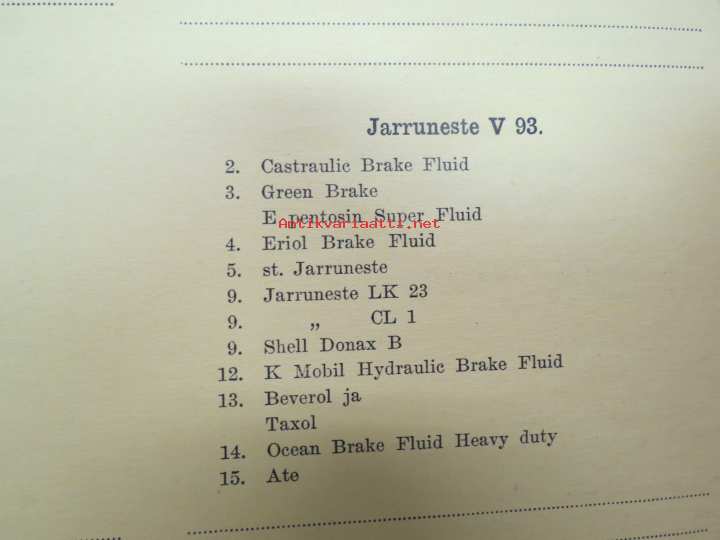 Jarruneste V 93.
2. Castraulic Brake Fluid
3. Green Brake
E pentosin Super Fluid
Antikvariaatti.net
4. Eriol Brake Fluid
5. st. Jarruneste
9. Jarruneste LK 23
9. „ CL 1
9. Shell Donax B
12. K Mobil Hydraulic Brake Fluid
13. Beverol ja
Taxol
14. Ocean Brake Fluid Heavy duty
15. Ate